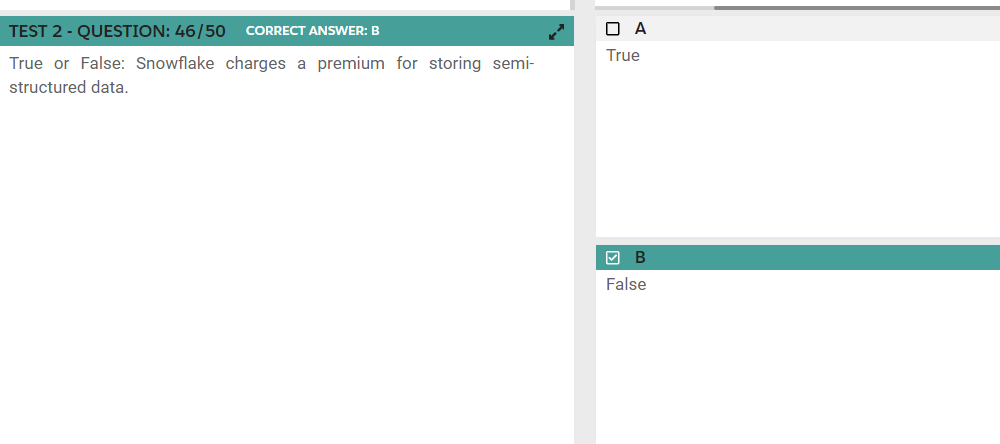 TEST 2 - QUESTION: 46/50 CORRECT ANSWER: B
True or False: Snowflake charges a premium for storing semi-
structured data.
A
True
B
False